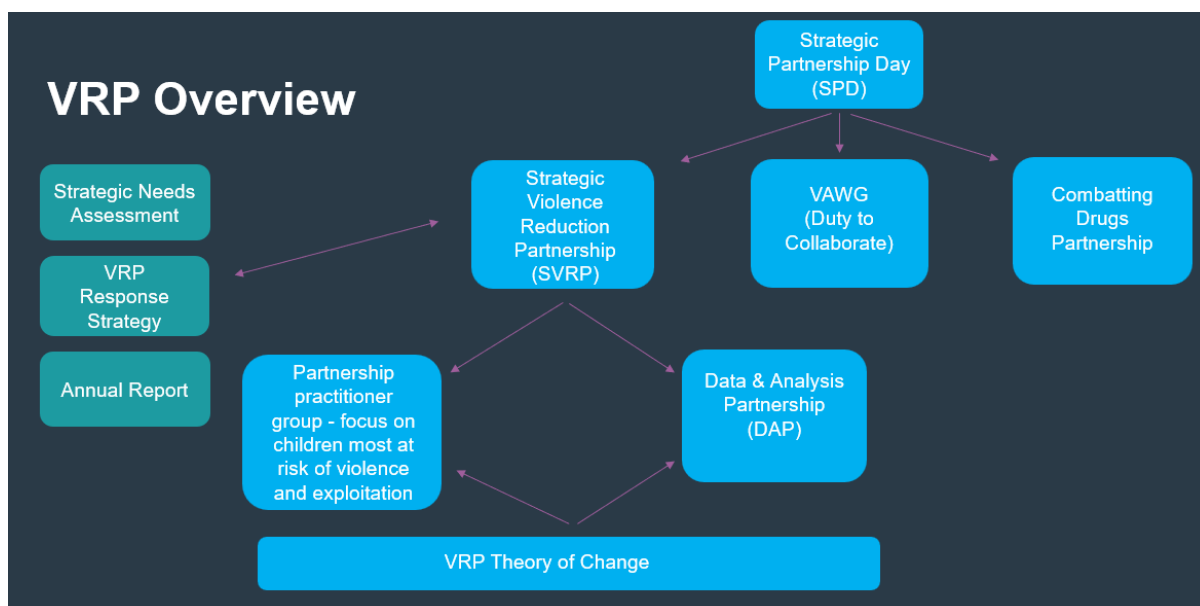 VRP Overview
Strategic
Partnership Day
(SPD)
Strategic Needs
Assessment
VRP
Response
Strategy
Annual Report
Strategic
Violence
Reduction
Partnership
(SVRP)
VAWG
(Duty to
Collaborate)
Combatting
Drugs
Partnership
Partnership
practitioner
group - focus on
children most at
risk of violence
and exploitation
Data & Analysis
Partnership
(DAP)
VRP Theory of Change